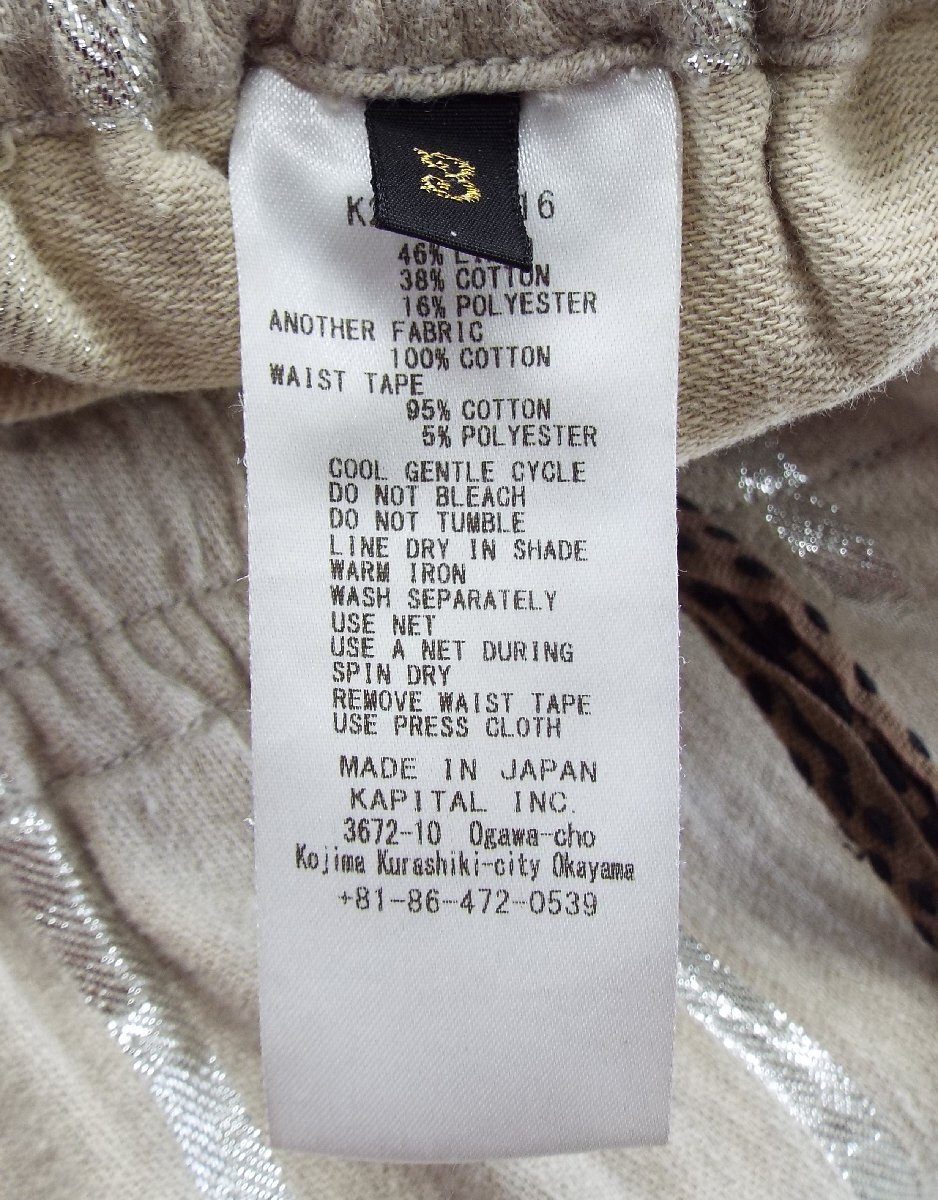 3
16
46%
38% COTTON
16% POLYESTER
ANOTHER FABRIC
100% COTTON
WAIST TAPE
95% COTTON
5% POLYESTER
COOL GENTLE CYCLE
DO NOT BLEACH
DO NOT TUMBLE
LINE DRY IN SHADE
WARM IRON
WASH SEPARATELY
USE NET
USE A NET DURING
SPIN DRY
REMOVE WAIST TAPE
USE PRESS CLOTH
MADE IN JAPAN
KAPITAL INC.
3672-10 Ogawa-cho
Kojima Kurashiki-city Okayama
+81-86-472-0539